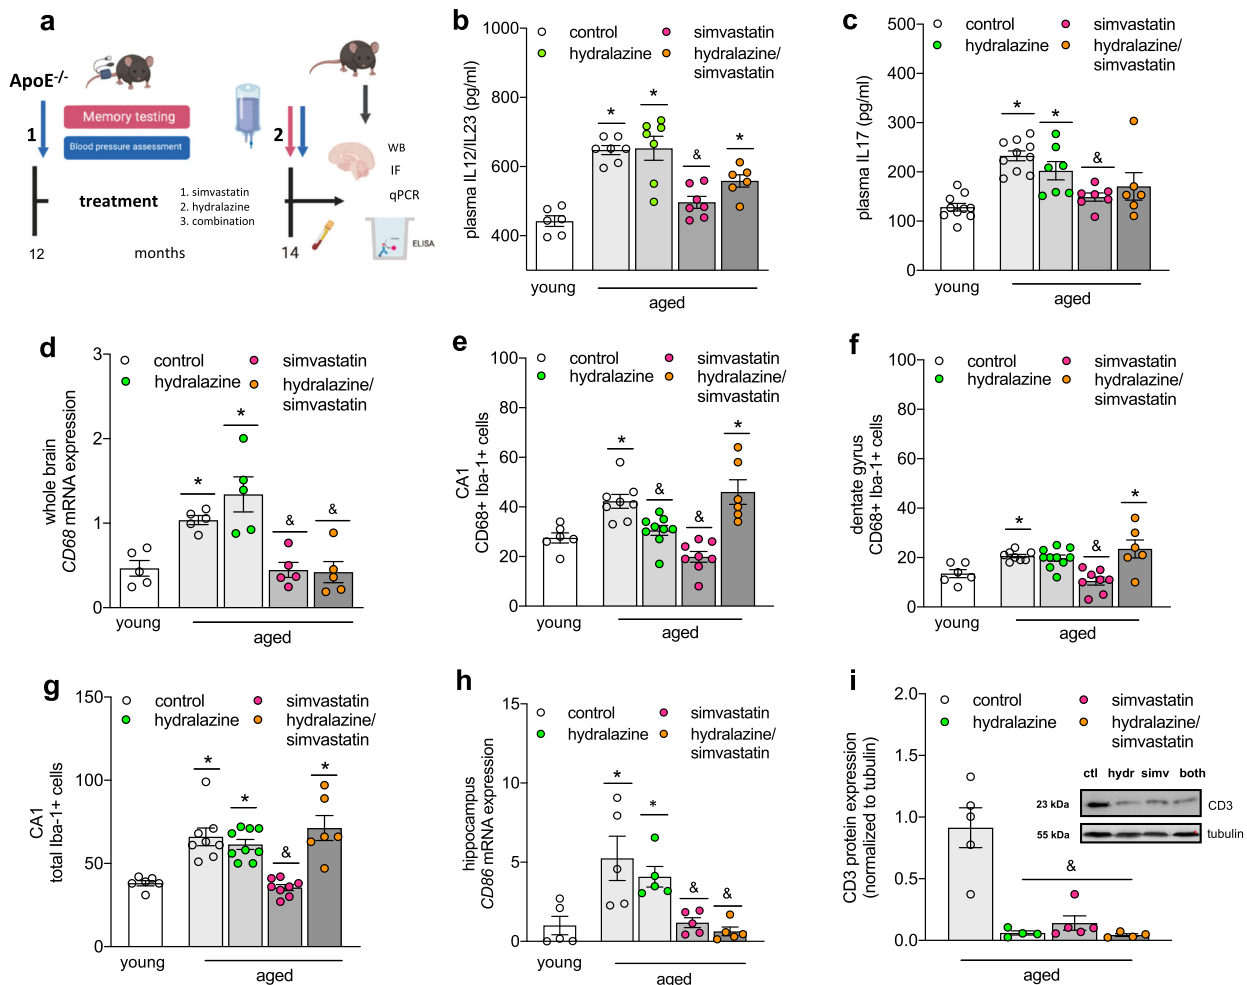 a
ApoE-/-
1
Memory testing
Blood pressure assessment
2
WB
IF
qPCR
treatment
1. simvastatin
2. hydralazine
3. combination
ELISA
12
months
14
b
control
simvastatin
hydralazine
hydralazine/
simvastatin
plasma IL12/IL23 (pg/ml)
1000
800
600
400
*
*
&
*
young
aged
c
control
simvastatin
hydralazine
hydralazine/
simvastatin
plasma IL17 (pg/ml)
500
400
300
200
100
0
*
*
&
young
aged
d
control
simvastatin
hydralazine
hydralazine/
simvastatin
whole brain
CD68 mRNA expression
3
2
1
0
*
*
&
&
young
aged
e
control
simvastatin
hydralazine
hydralazine/
simvastatin
CA1
CD68+ Iba-1+ cells
100
80
60
40
20
0
*
&
&
*
young
aged
f
control
simvastatin
hydralazine
hydralazine/
simvastatin
dentate gyrus
CD68+ Iba-1+ cells
100
80
60
40
20
0
*
&
*
young
aged
g
control
simvastatin
hydralazine
hydralazine/
simvastatin
CA1
total Iba-1+ cells
150
100
50
0
*
*
&
*
young
aged
h
control
simvastatin
hydralazine
hydralazine/
simvastatin
hippocampus
CD86 mRNA expression
15
10
5
0
*
*
&
&
young
aged
i
control
simvastatin
hydralazine
hydralazine/
simvastatin
CD3 protein expression
(normalized to tubulin)
2.0
1.5
1.0
0.5
0.0
ctl hydr simv both
23 kDa
CD3
55 kDa
tubulin
&
aged